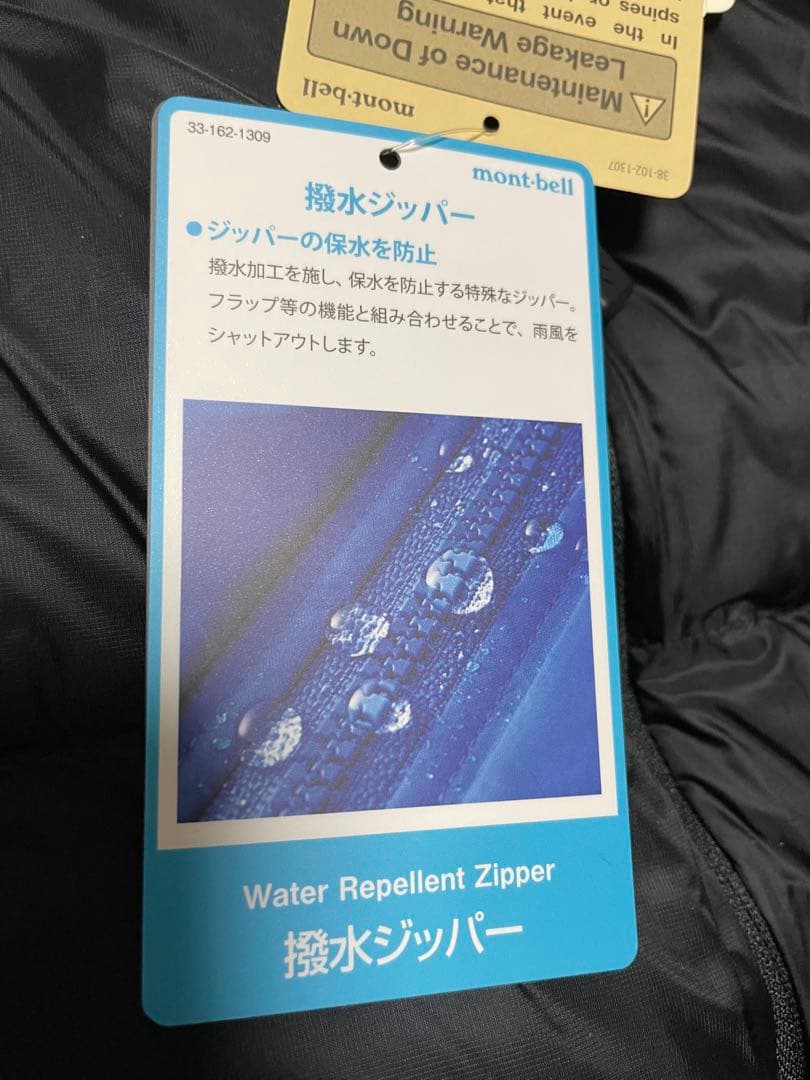 33-162-1309
mont·bell
撥水ジッパー
●ジッパーの保水を防止
撥水加工を施し、保水を防止する特殊なジッパー。
フラップ等の機能と組み合わせることで、雨風を
シャットアウトします。
Water Repellent Zipper
撥水ジッパー
38-102-1307
mont·bell
Maintenance of Down
Leakage Warning
In the event that
spines or